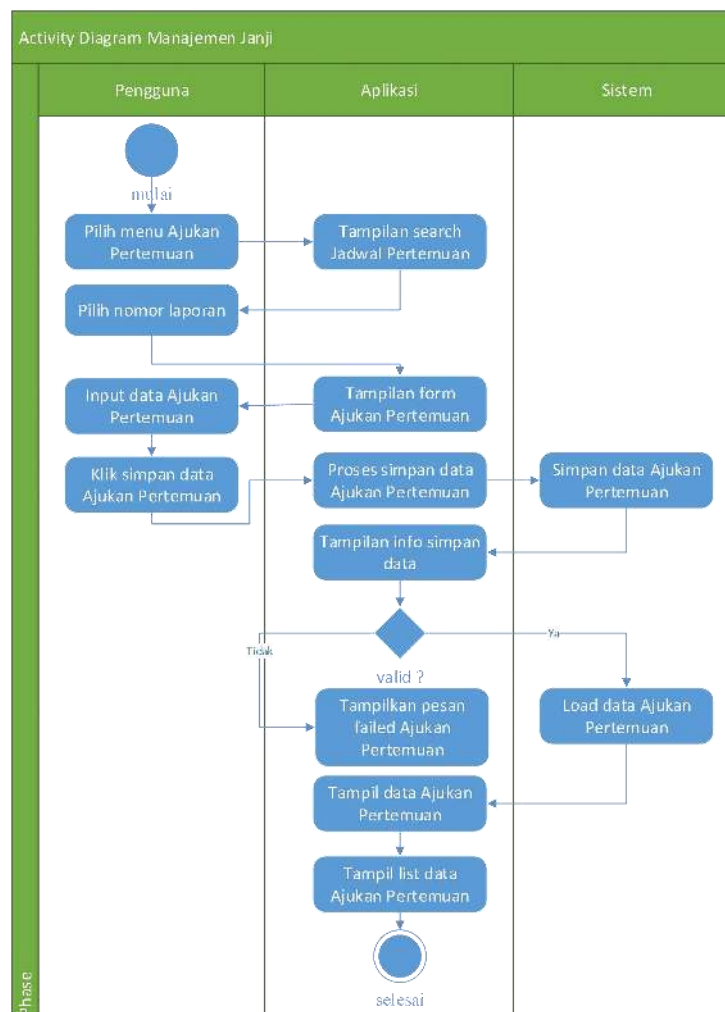 Activity Diagram Manajemen Janji
Pengguna
Aplikasi
Sistem
mulai
Pilih menu Ajukan
Pertemuan
Tampilan search
Jadwal Pertemuan
Pilih nomor laporan
Input data Ajukan
Pertemuan
Tampilan form
Ajukan Pertemuan
Klik simpan data
Ajukan Pertemuan
Proses simpan data
Ajukan Pertemuan
Simpan data Ajukan
Pertemuan
Tampilan info simpan
data
Tidak
Ya
valid ?
Tampilkan pesan
failed Ajukan
Pertemuan
Load data Ajukan
Pertemuan
Tampil data Ajukan
Pertemuan
Tampil list data
Ajukan Pertemuan
selesai
Phase